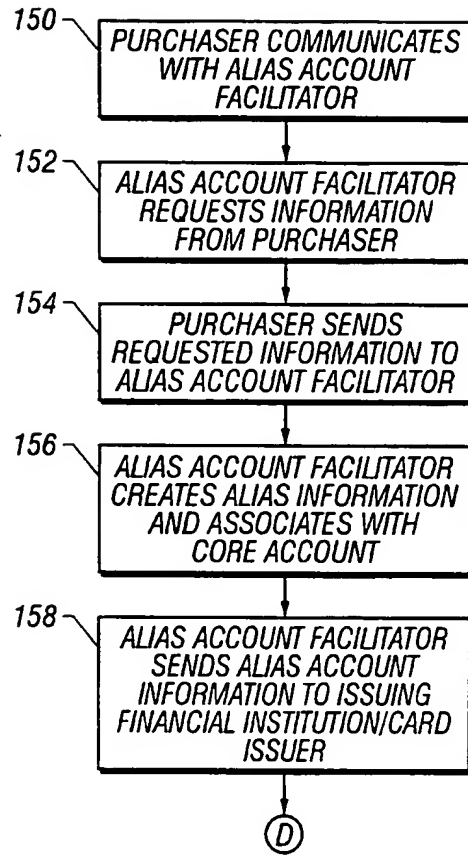 150
PURCHASER COMMUNICATES
WITH ALIAS ACCOUNT
FACILITATOR
152
ALIAS ACCOUNT FACILITATOR
REQUESTS INFORMATION
FROM PURCHASER
154
PURCHASER SENDS
REQUESTED INFORMATION TO
ALIAS ACCOUNT FACILITATOR
156
ALIAS ACCOUNT FACILITATOR
CREATES ALIAS INFORMATION
AND ASSOCIATES WITH
CORE ACCOUNT
158
ALIAS ACCOUNT FACILITATOR
SENDS ALIAS ACCOUNT
INFORMATION TO ISSUING
FINANCIAL INSTITUTION/CARD
ISSUER
D